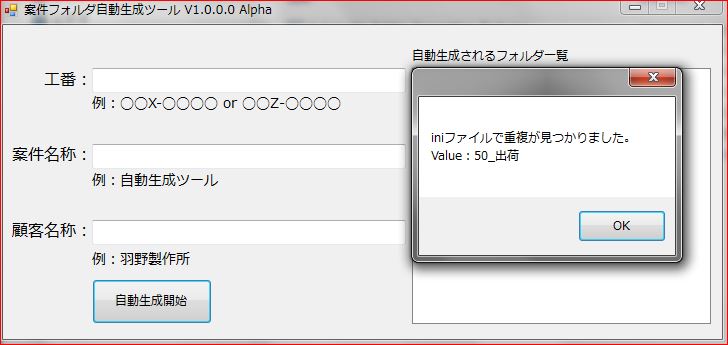 案件フォルダ自動生成ツール V1.0.0.0 Alpha
自動生成されるフォルダ一覧
工番：
例：○○X-○○○○ or ○○Z-○○○○
案件名称：
例：自動生成ツール
顧客名称：
例：羽野製作所
自動生成開始
iniファイルで重複が見つかりました。
Value：50_出荷
OK